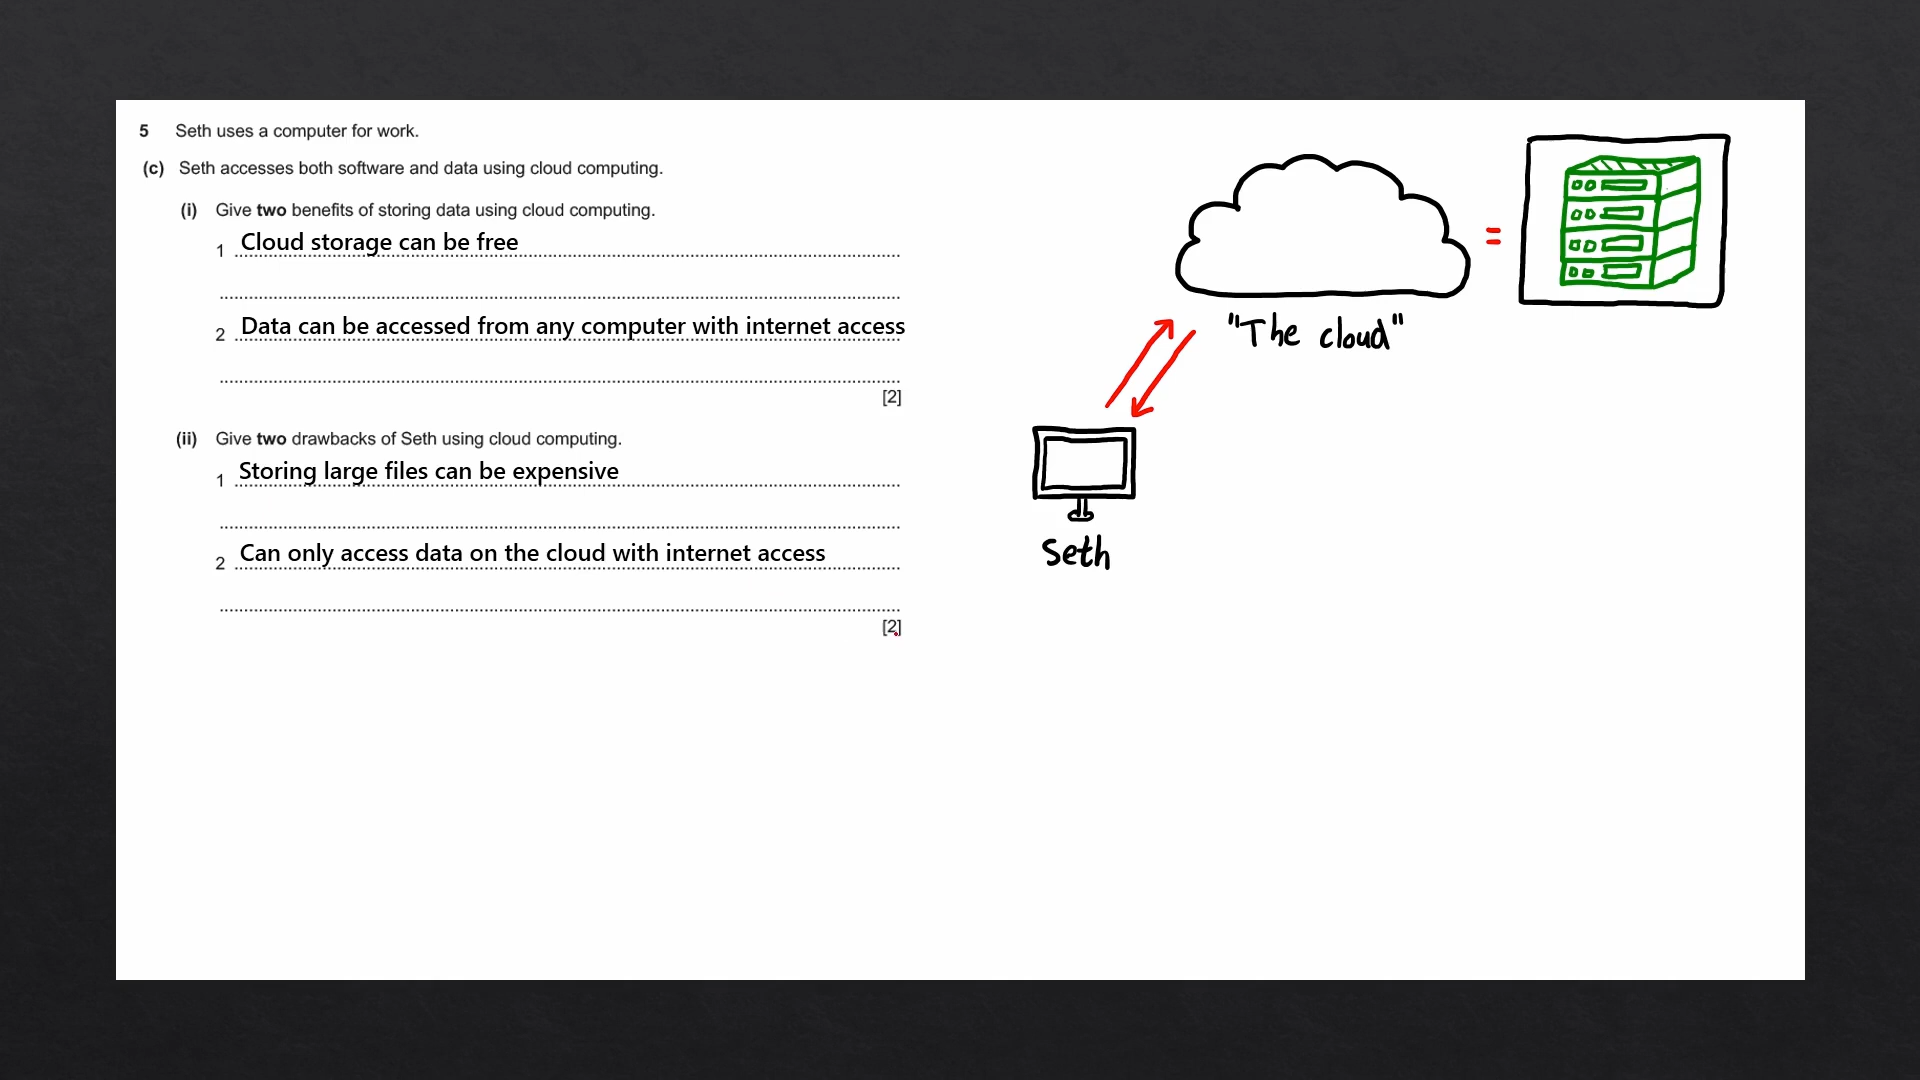 5 Seth uses a computer for work.
(c) Seth accesses both software and data using cloud computing.
(i) Give two benefits of storing data using cloud computing.
1 Cloud storage can be free
2 Data can be accessed from any computer with internet access
[2]
(ii) Give two drawbacks of Seth using cloud computing.
1 Storing large files can be expensive
2 Can only access data on the cloud with internet access
[2]
=
"The cloud"
Seth